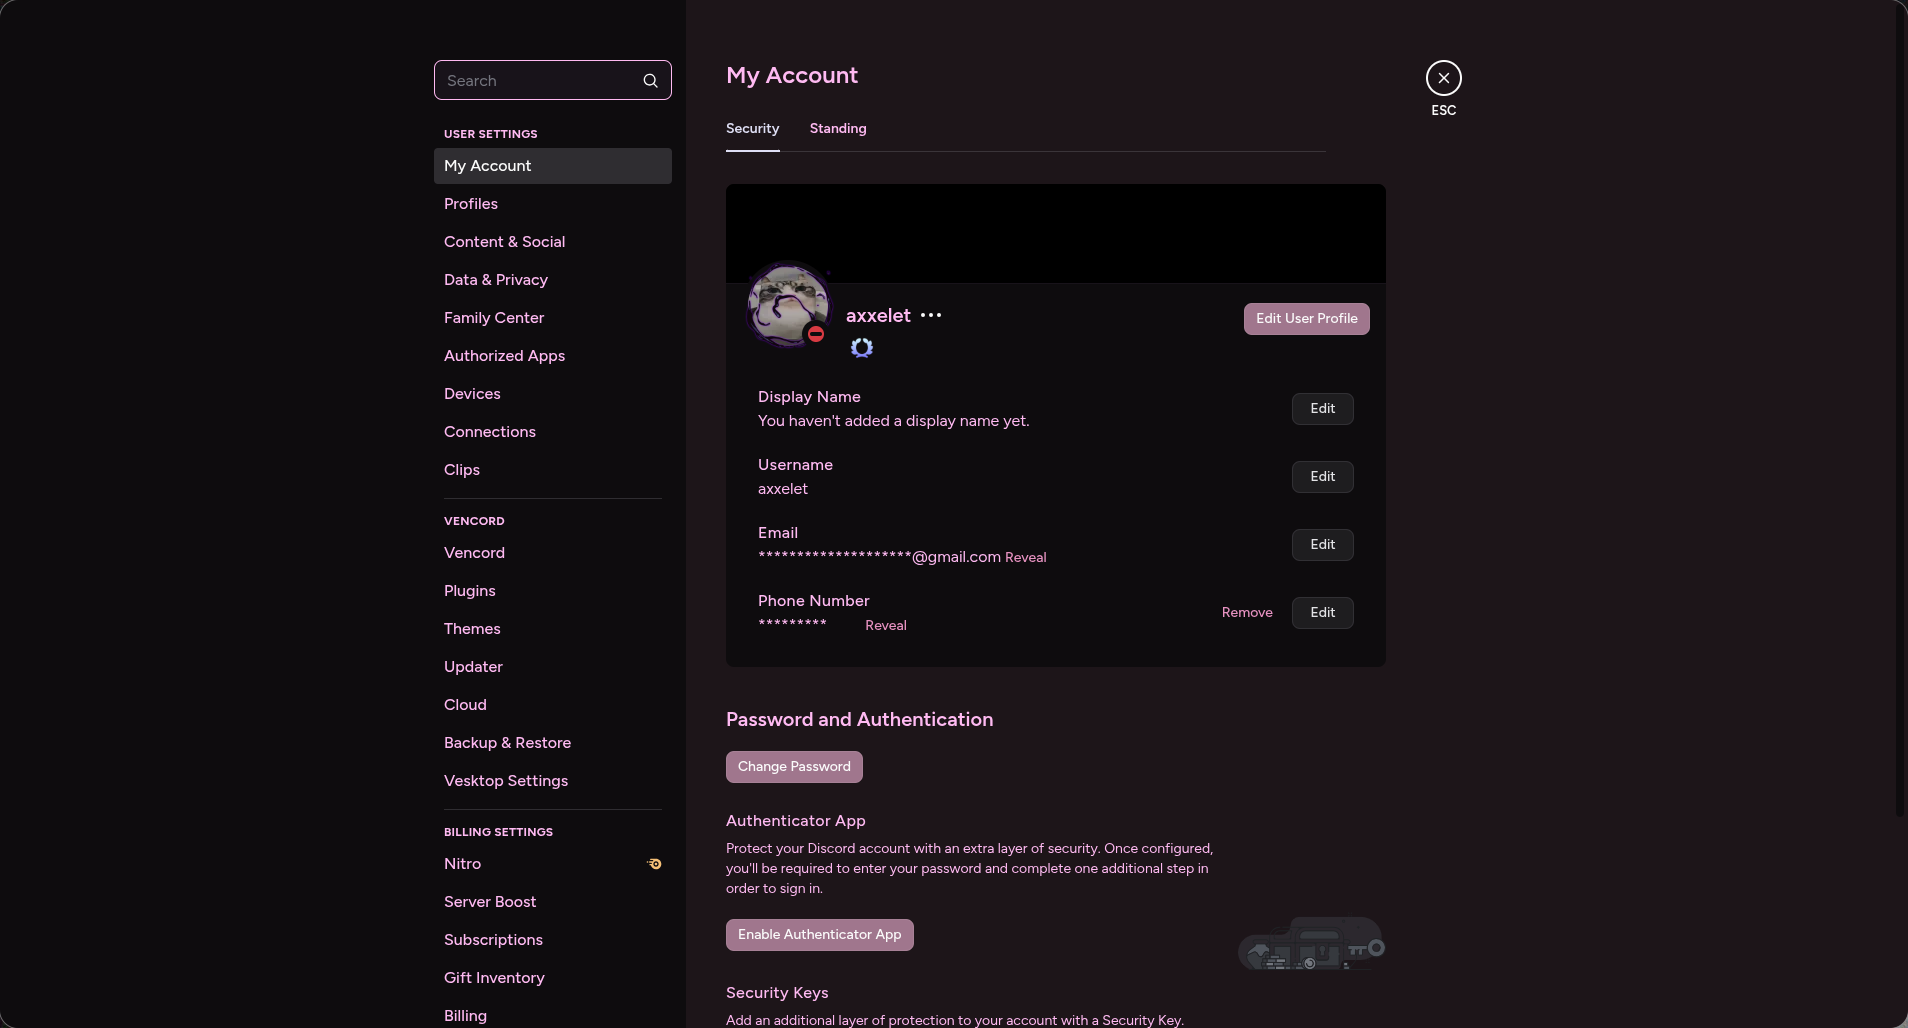 Search
USER SETTINGS
My Account
Profiles
Content & Social
Data & Privacy
Family Center
Authorized Apps
Devices
Connections
Clips
VENCORD
Vencord
Plugins
Themes
Updater
Cloud
Backup & Restore
Vesktop Settings
BILLING SETTINGS
Nitro
Server Boost
Subscriptions
Gift Inventory
Billing
My Account
ESC
Security
Standing
axxelet
Edit User Profile
Display Name
You haven't added a display name yet.
Edit
Username
axxelet
Edit
Email
********************@gmail.com Reveal
Edit
Phone Number
********* Reveal
Remove
Edit
Password and Authentication
Change Password
Authenticator App
Protect your Discord account with an extra layer of security. Once configured,
you'll be required to enter your password and complete one additional step in
order to sign in.
Enable Authenticator App
Security Keys
Add an additional layer of protection to your account with a Security Key.